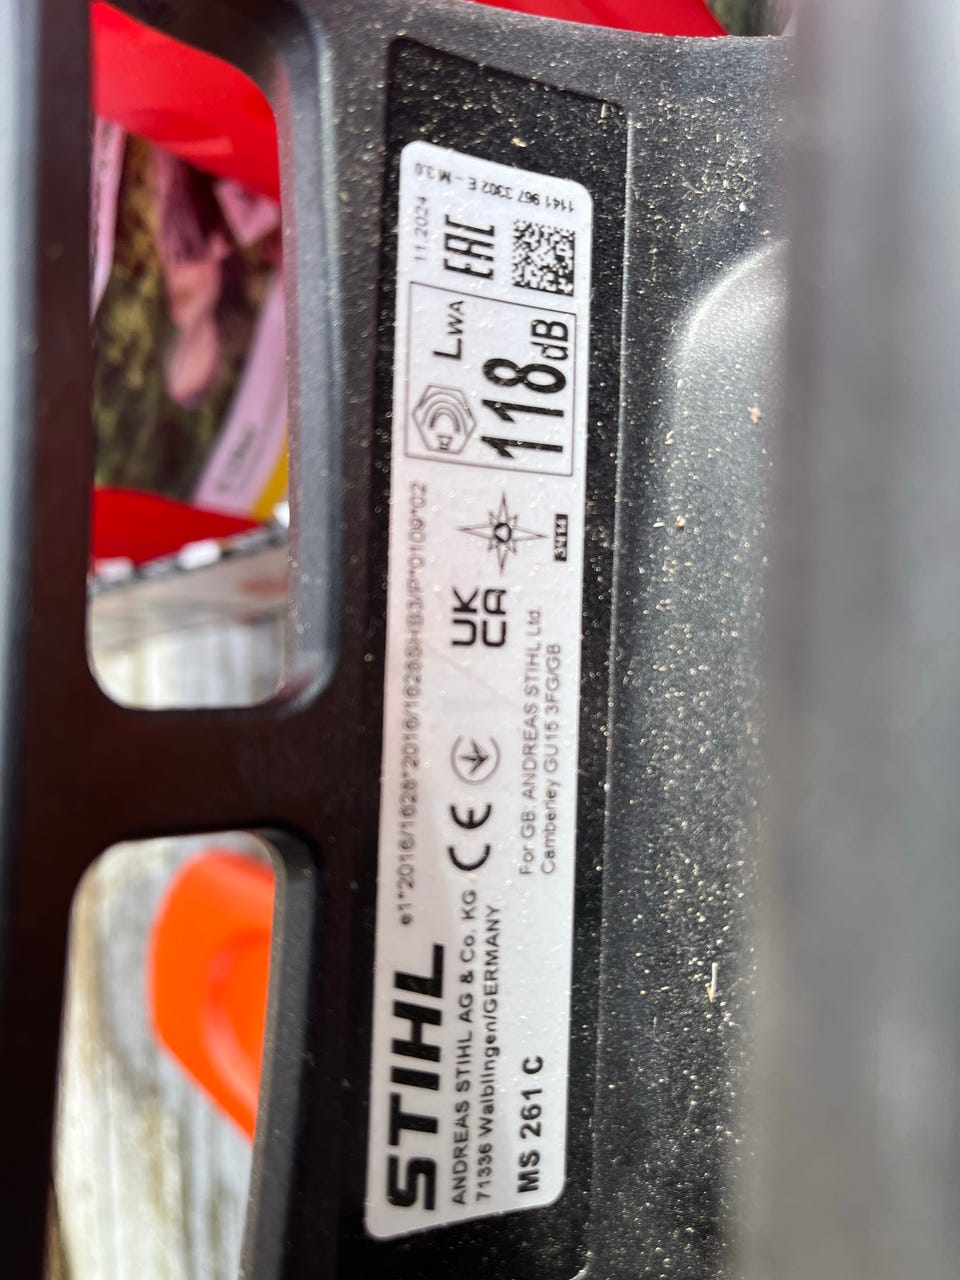 STIHL
ANDREAS STIHL AG & Co. KG
71336 Waiblingen/GERMANY
MS 261 C
e1*2016/1628*2016/1628SHB3/P*0109*02
CE
For GB: ANDREAS STIHL Ltd.
Camberley GU15 3FG/GB
UK
CA
3414
LWA
118dB
11.2024
EAC
1141 967 3302 E - M 3.0